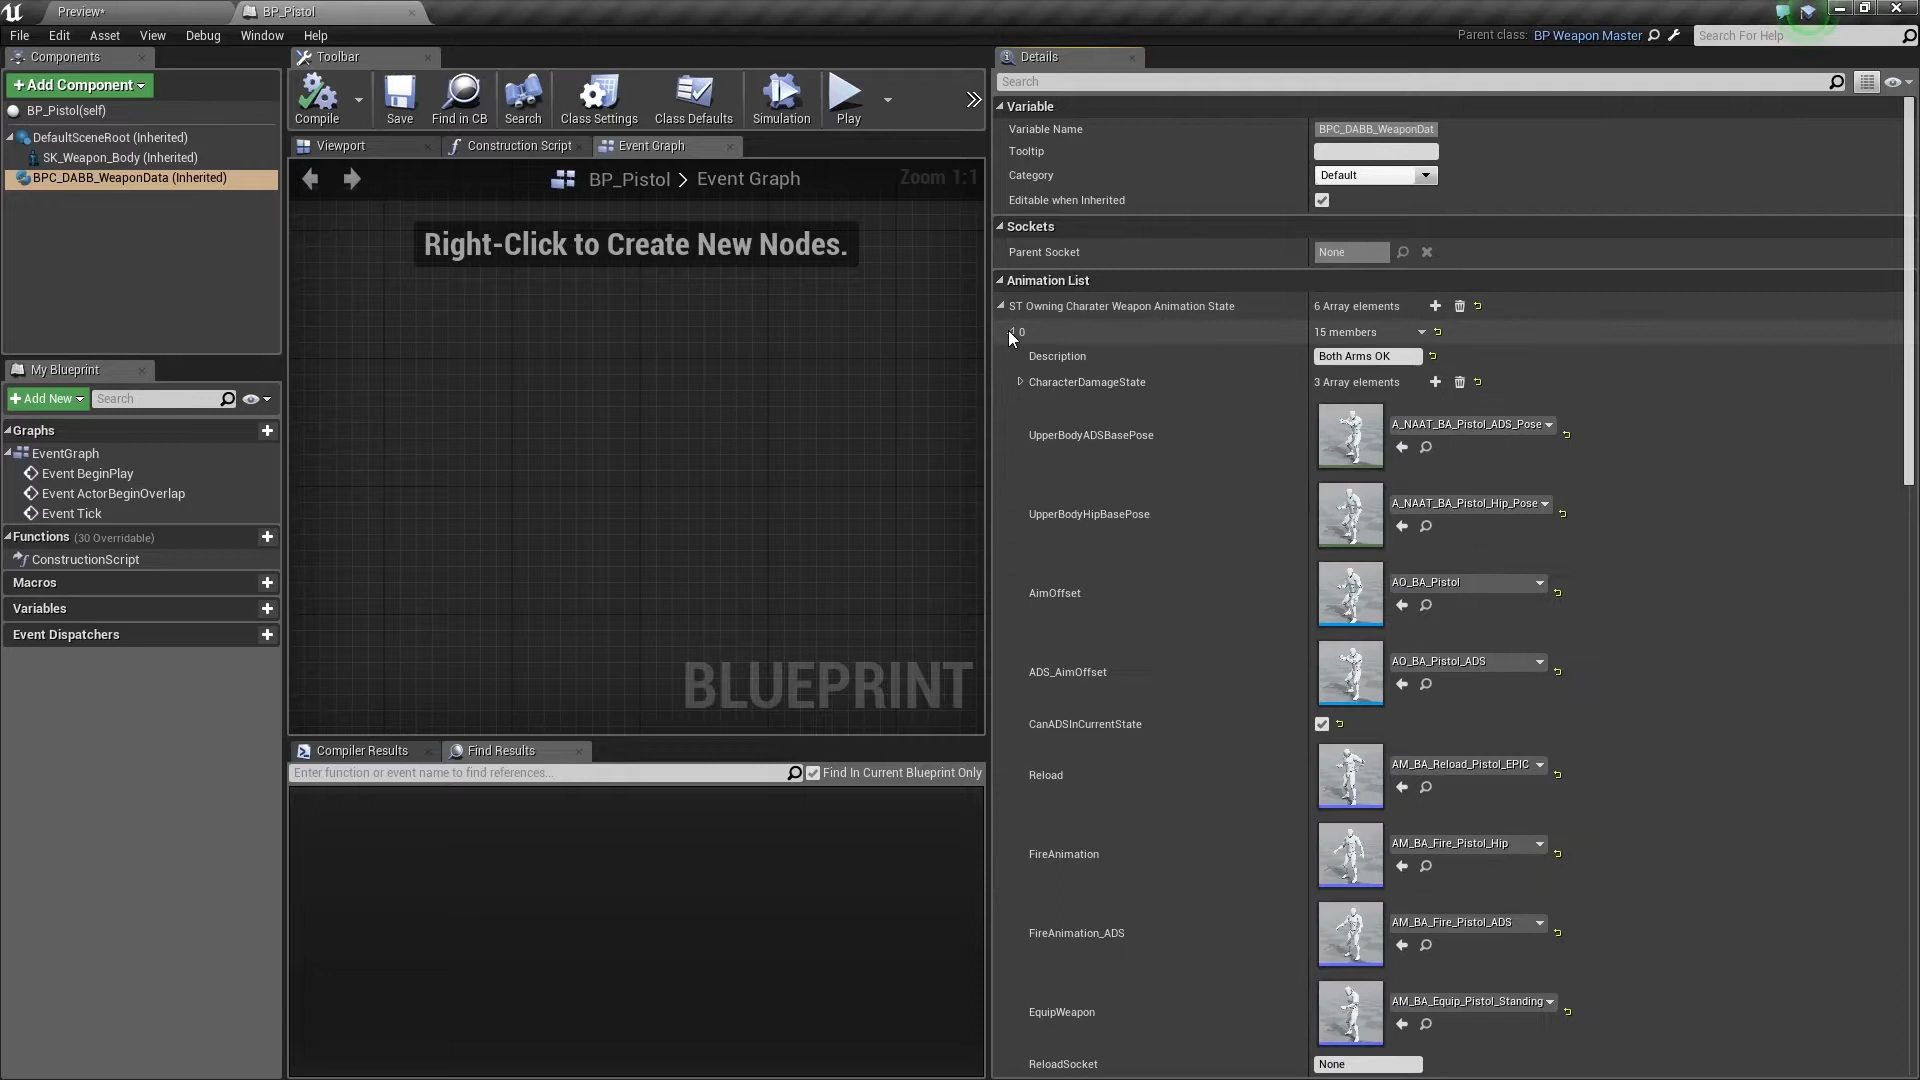 Preview*
BP_Pistol
File Edit Asset View Debug Window Help
Parent class: BP Weapon Master
Search For Help
Components
+Add Component
BP_Pistol(self)
DefaultSceneRoot (Inherited)
SK_Weapon_Body (Inherited)
BPC_DABB_WeaponData (Inherited)
My Blueprint
+Add New
Search
Graphs
EventGraph
Event BeginPlay
Event ActorBeginOverlap
Event Tick
Functions (30 Overridable)
ConstructionScript
Macros
Variables
Event Dispatchers
Toolbar
Compile Save Find in CB Search Class Settings Class Defaults Simulation Play
Viewport Construction Script Event Graph
BP_Pistol > Event Graph
Zoom 1:1
Right-Click to Create New Nodes.
BLUEPRINT
Compiler Results Find Results
Enter function or event name to find references...
Find In Current Blueprint Only
Details
Search
Variable
Variable Name BPC_DABB_WeaponDat
Tooltip
Category Default
Editable when Inherited
Sockets
Parent Socket None
Animation List
ST Owning Charater Weapon Animation State 6 Array elements
0 15 members
Description Both Arms OK
CharacterDamageState 3 Array elements
UpperBodyADSBasePose A_NAAT_BA_Pistol_ADS_Pose
UpperBodyHipBasePose A_NAAT_BA_Pistol_Hip_Pose
AimOffset AO_BA_Pistol
ADS_AimOffset AO_BA_Pistol_ADS
CanADSInCurrentState
Reload AM_BA_Reload_Pistol_EPIC
FireAnimation AM_BA_Fire_Pistol_Hip
FireAnimation_ADS AM_BA_Fire_Pistol_ADS
EquipWeapon AM_BA_Equip_Pistol_Standing
ReloadSocket None